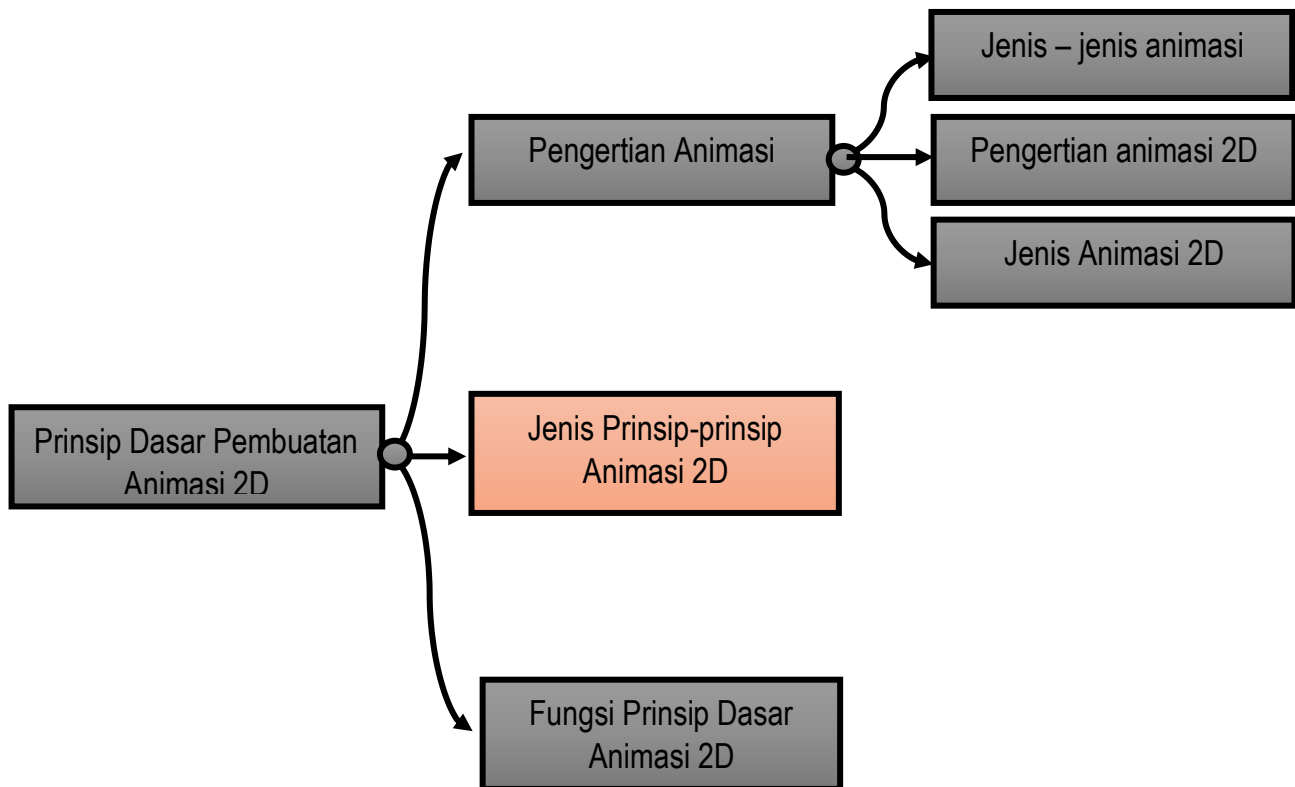 Jenis – jenis animasi
Pengertian Animasi
Pengertian animasi 2D
Jenis Animasi 2D
Prinsip Dasar Pembuatan
Animasi 2D
Jenis Prinsip-prinsip
Animasi 2D
Fungsi Prinsip Dasar
Animasi 2D